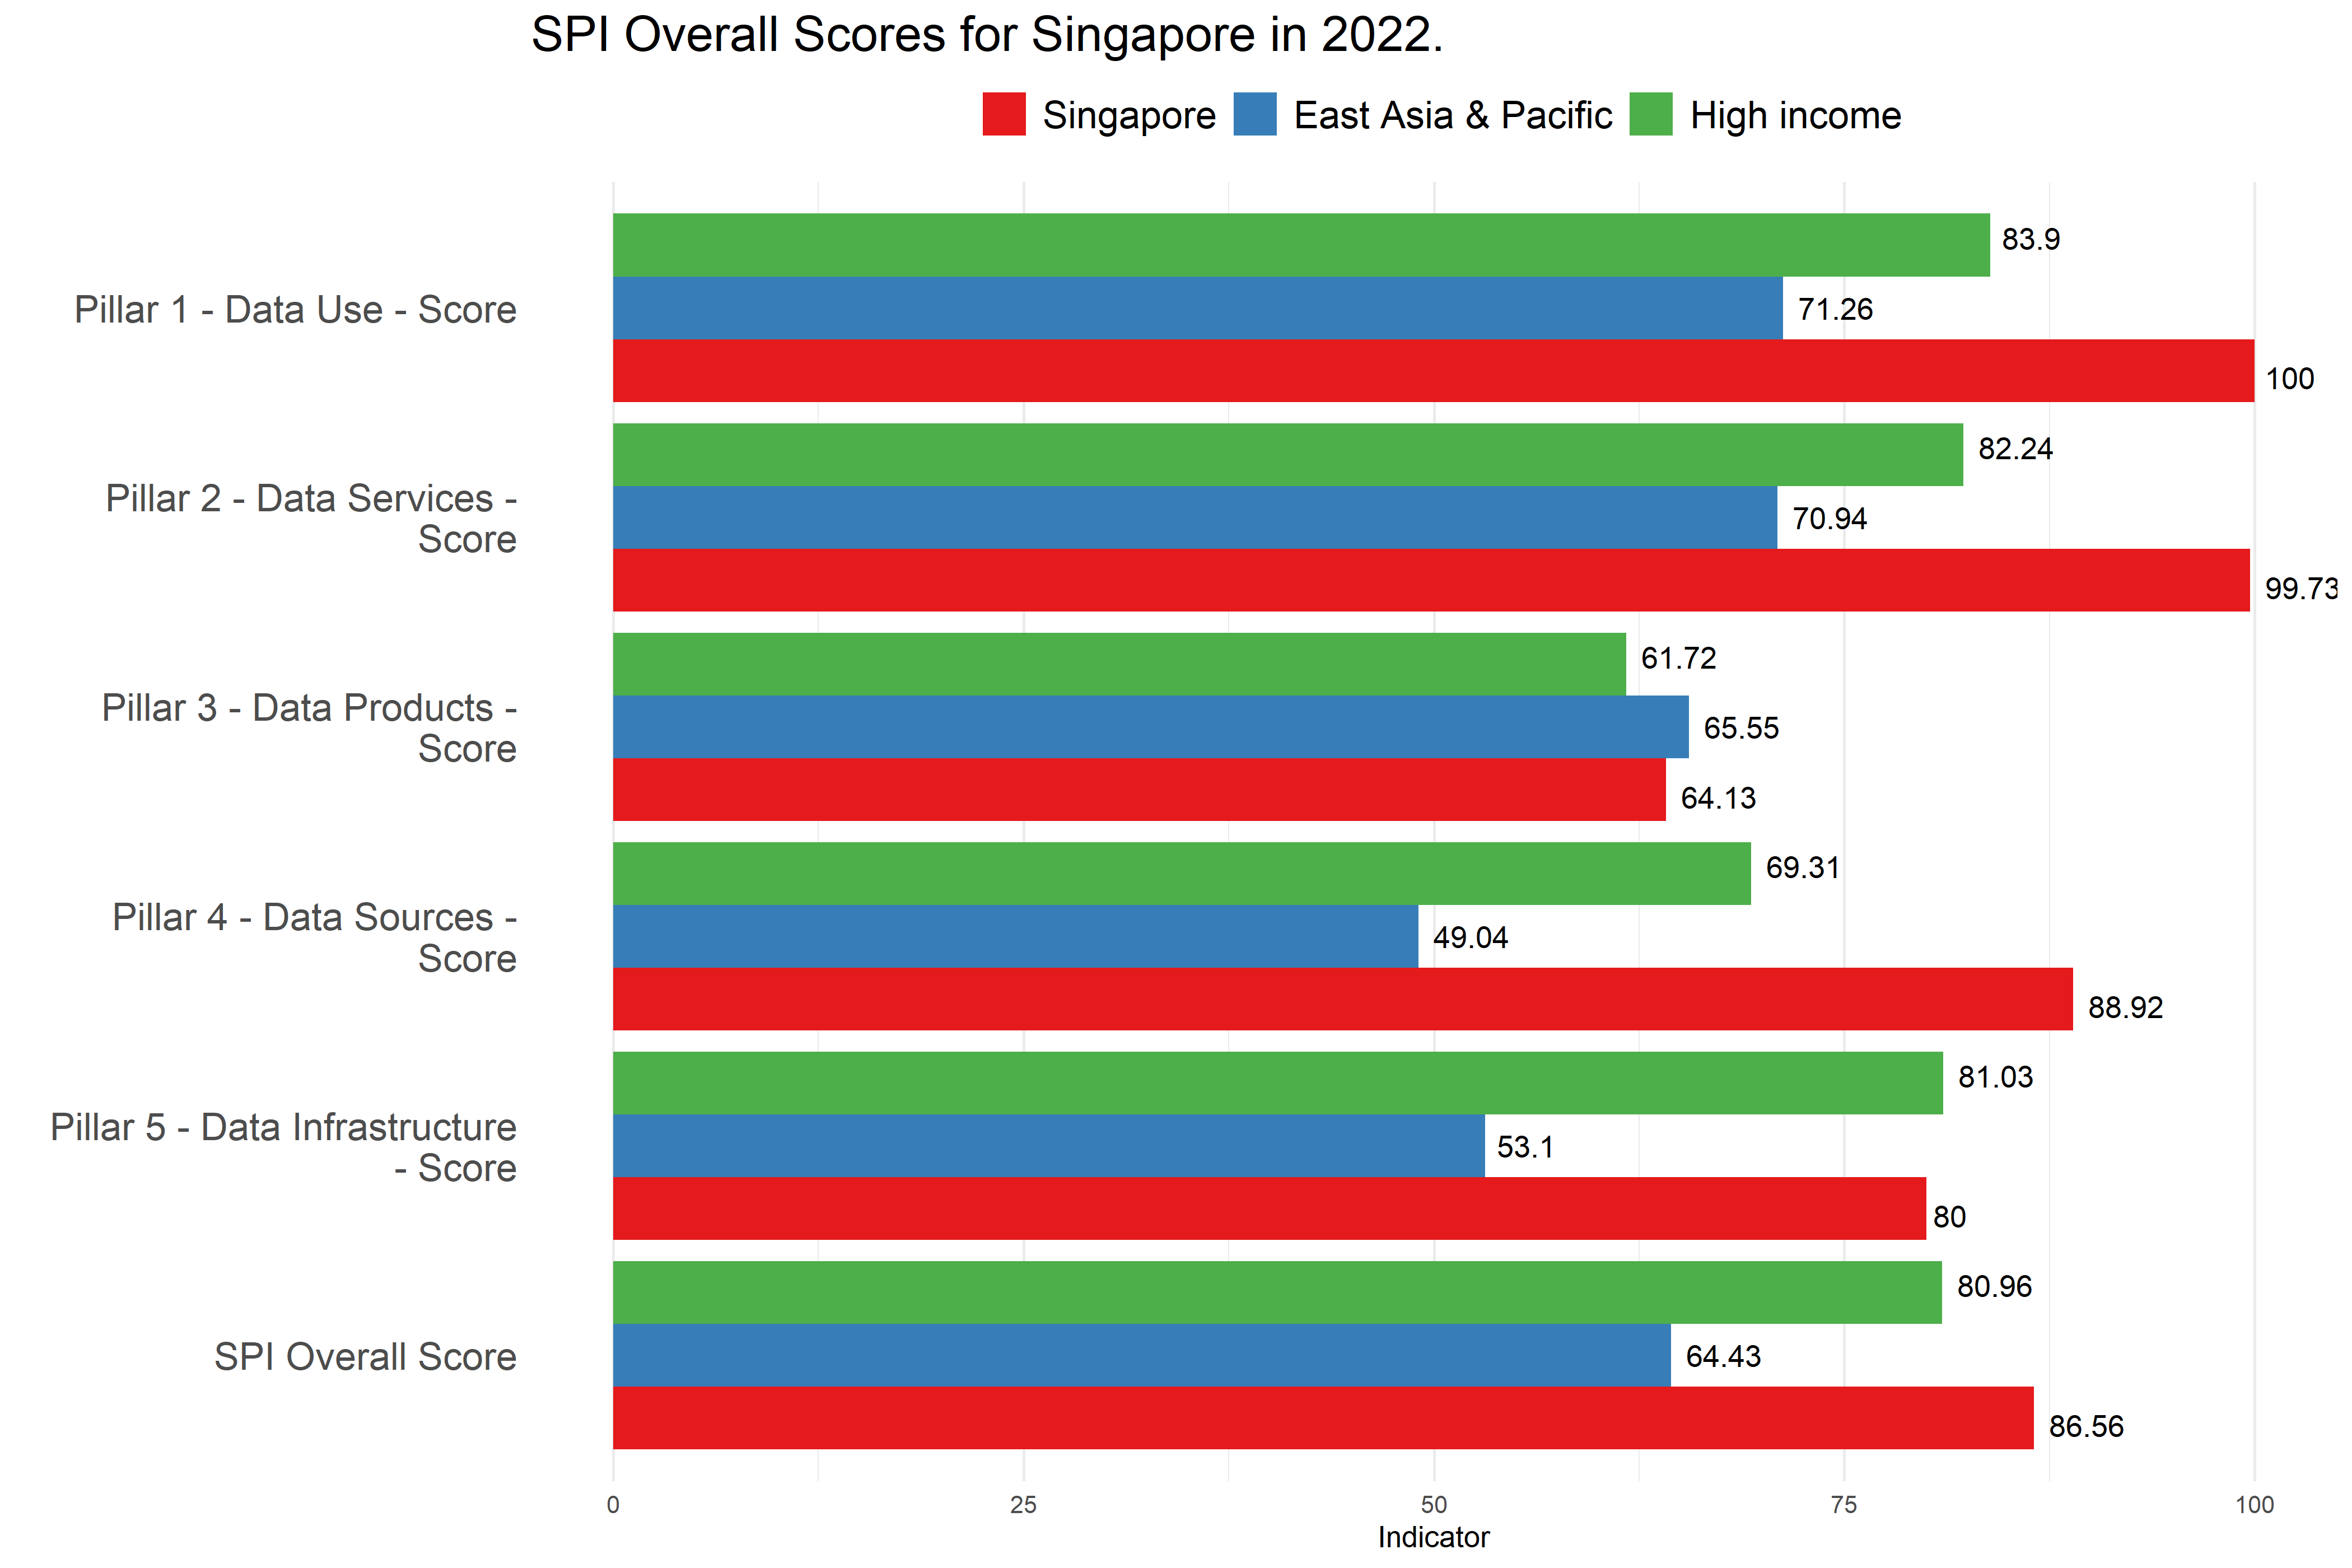 SPI Overall Scores for Singapore in 2022.
Singapore East Asia & Pacific High income
83.9
Pillar 1 - Data Use - Score
71.26
100
82.24
Pillar 2 - Data Services -
Score
70.94
99.73
61.72
Pillar 3 - Data Products -
Score
65.55
64.13
69.31
Pillar 4 - Data Sources -
Score
49.04
88.92
81.03
Pillar 5 - Data Infrastructure
- Score
53.1
80
80.96
SPI Overall Score
64.43
86.56
0 25 50 75 100
Indicator